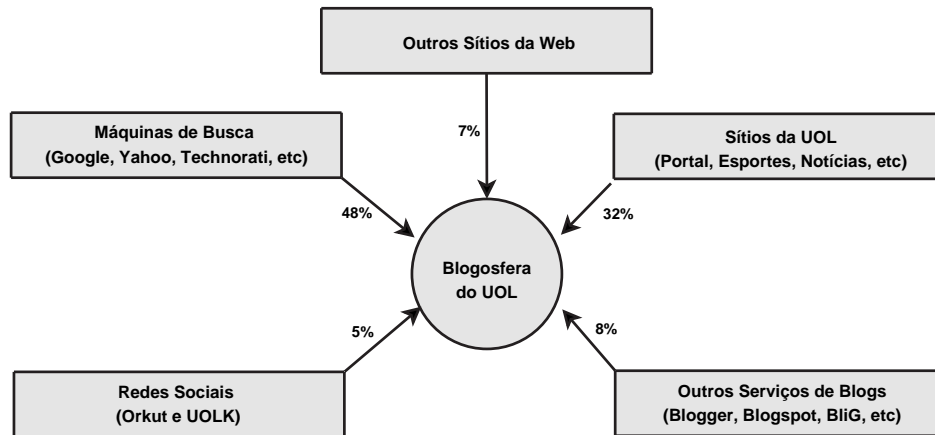 Outros Sítios da Web
7%
Máquinas de Busca
(Google, Yahoo, Technorati, etc)
48%
Sítios da UOL
(Portal, Esportes, Notícias, etc)
32%
Blogosfera
do UOL
5%
Redes Sociais
(Orkut e UOLK)
8%
Outros Serviços de Blogs
(Blogger, Blogspot, BliG, etc)